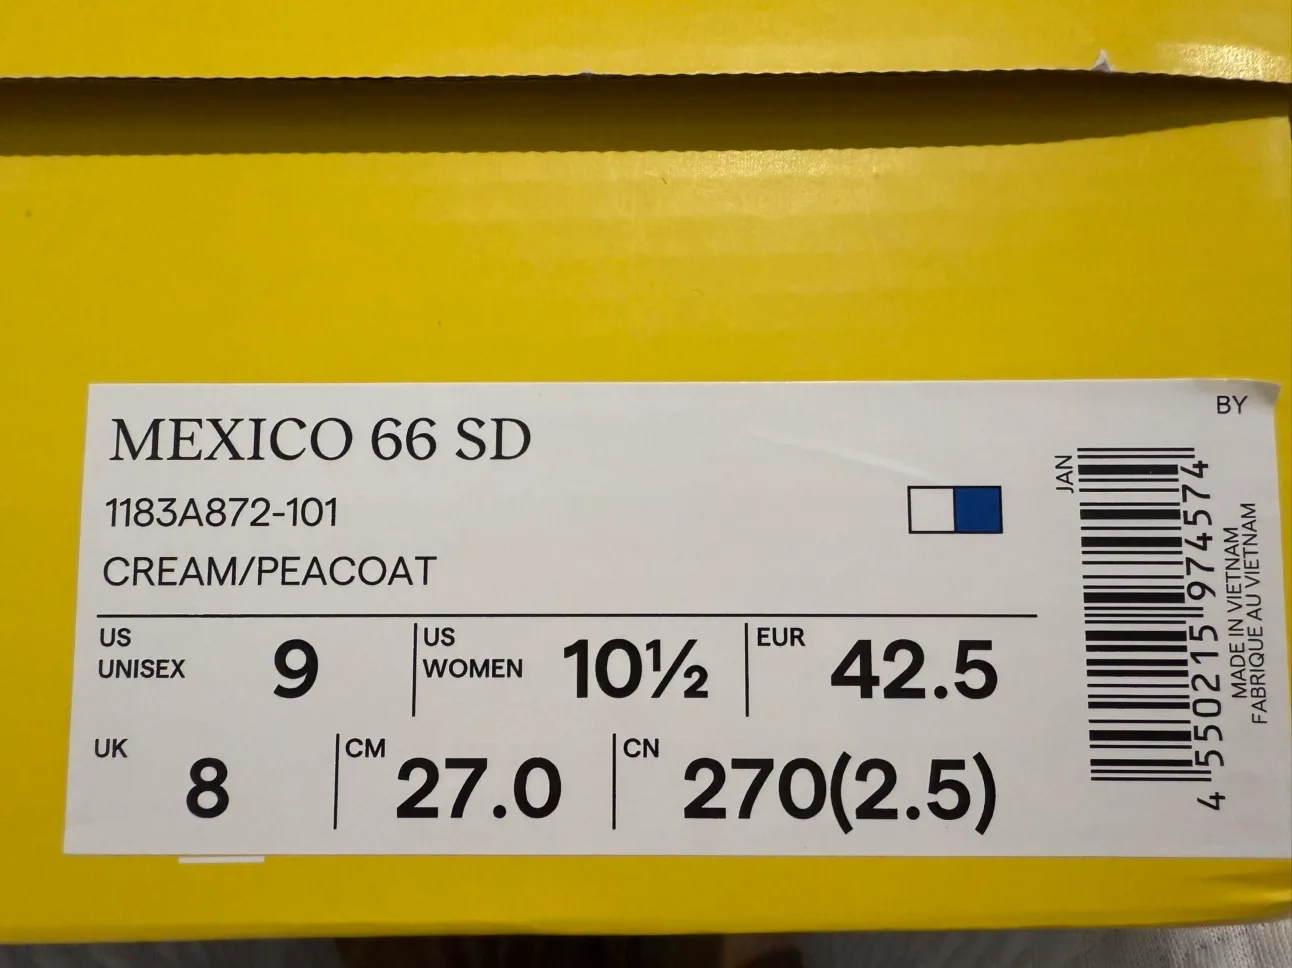 MEXICO 66 SD
1183A872-101
CREAM/PEACOAT
US UNISEX 9
US WOMEN 10½
EUR 42.5
UK 8
CM 27.0
CN 270(2.5)
BY
JAN
4 550215 974574
MADE IN VIETNAM
FABRIQUE AU VIETNAM